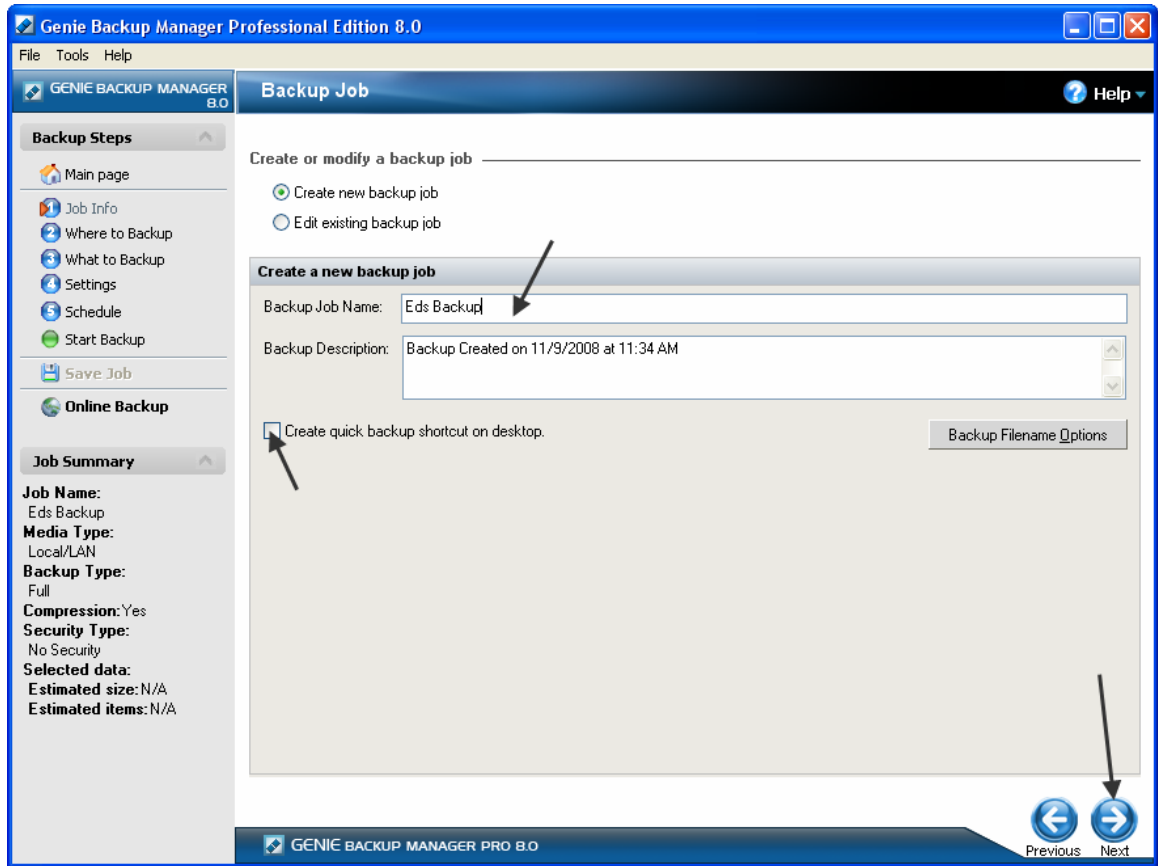 Genie Backup Manager Professional Edition 8.0
File Tools Help
GENIE BACKUP MANAGER
8.0
Backup Job
Help
Backup Steps
Main page
1 Job Info
2 Where to Backup
3 What to Backup
4 Settings
5 Schedule
Start Backup
Save Job
Online Backup
Job Summary
Job Name:
Eds Backup
Media Type:
Local/LAN
Backup Type:
Full
Compression:Yes
Security Type:
No Security
Selected data:
Estimated size:N/A
Estimated items:N/A
Create or modify a backup job
Create new backup job
Edit existing backup job
Create a new backup job
Backup Job Name: Eds Backup
Backup Description: Backup Created on 11/9/2008 at 11:34 AM
Create quick backup shortcut on desktop.
Backup Filename Options
Previous Next
GENIE BACKUP MANAGER PRO 8.0